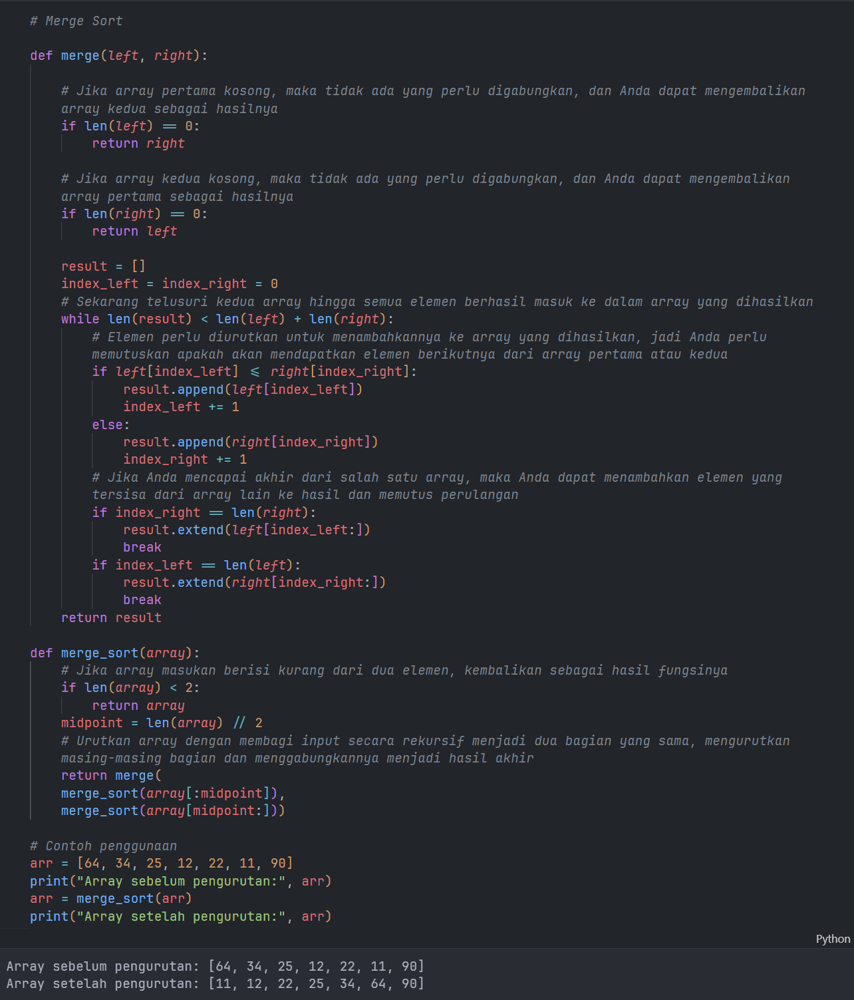 # Merge Sort
def merge(left, right):
# Jika array pertama kosong, maka tidak ada yang perlu digabungkan, dan Anda dapat mengembalikan
array kedua sebagai hasilnya
if len(left) == 0:
return right
# Jika array kedua kosong, maka tidak ada yang perlu digabungkan, dan Anda dapat mengembalikan
array pertama sebagai hasilnya
if len(right) == 0:
return left
result = []
index_left = index_right = 0
# Sekarang telusuri kedua array hingga semua elemen berhasil masuk ke dalam array yang dihasilkan
while len(result) < len(left) + len(right):
# Elemen perlu diurutkan untuk menambahkannya ke array yang dihasilkan, jadi Anda perlu
memutuskan apakah akan mendapatkan elemen berikutnya dari array pertama atau kedua
if left[index_left] <= right[index_right]:
result.append(left[index_left])
index_left += 1
else:
result.append(right[index_right])
index_right += 1
# Jika Anda mencapai akhir dari salah satu array, maka Anda dapat menambahkan elemen yang
tersisa dari array lain ke hasil dan memutus perulangan
if index_right == len(right):
result.extend(left[index_left:])
break
if index_left == len(left):
result.extend(right[index_right:])
break
return result
def merge_sort(array):
# Jika array masukan berisi kurang dari dua elemen, kembalikan sebagai hasil fungsinya
if len(array) < 2:
return array
midpoint = len(array) // 2
# Urutkan array dengan membagi input secara rekursif menjadi dua bagian yang sama, mengurutkan
masing-masing bagian dan menggabungkannya menjadi hasil akhir
return merge(
merge_sort(array[:midpoint]),
merge_sort(array[midpoint:]))
# Contoh penggunaan
arr = [64, 34, 25, 12, 22, 11, 90]
print("Array sebelum pengurutan:", arr)
arr = merge_sort(arr)
print("Array setelah pengurutan:", arr)
Python
Array sebelum pengurutan: [64, 34, 25, 12, 22, 11, 90]
Array setelah pengurutan: [11, 12, 22, 25, 34, 64, 90]